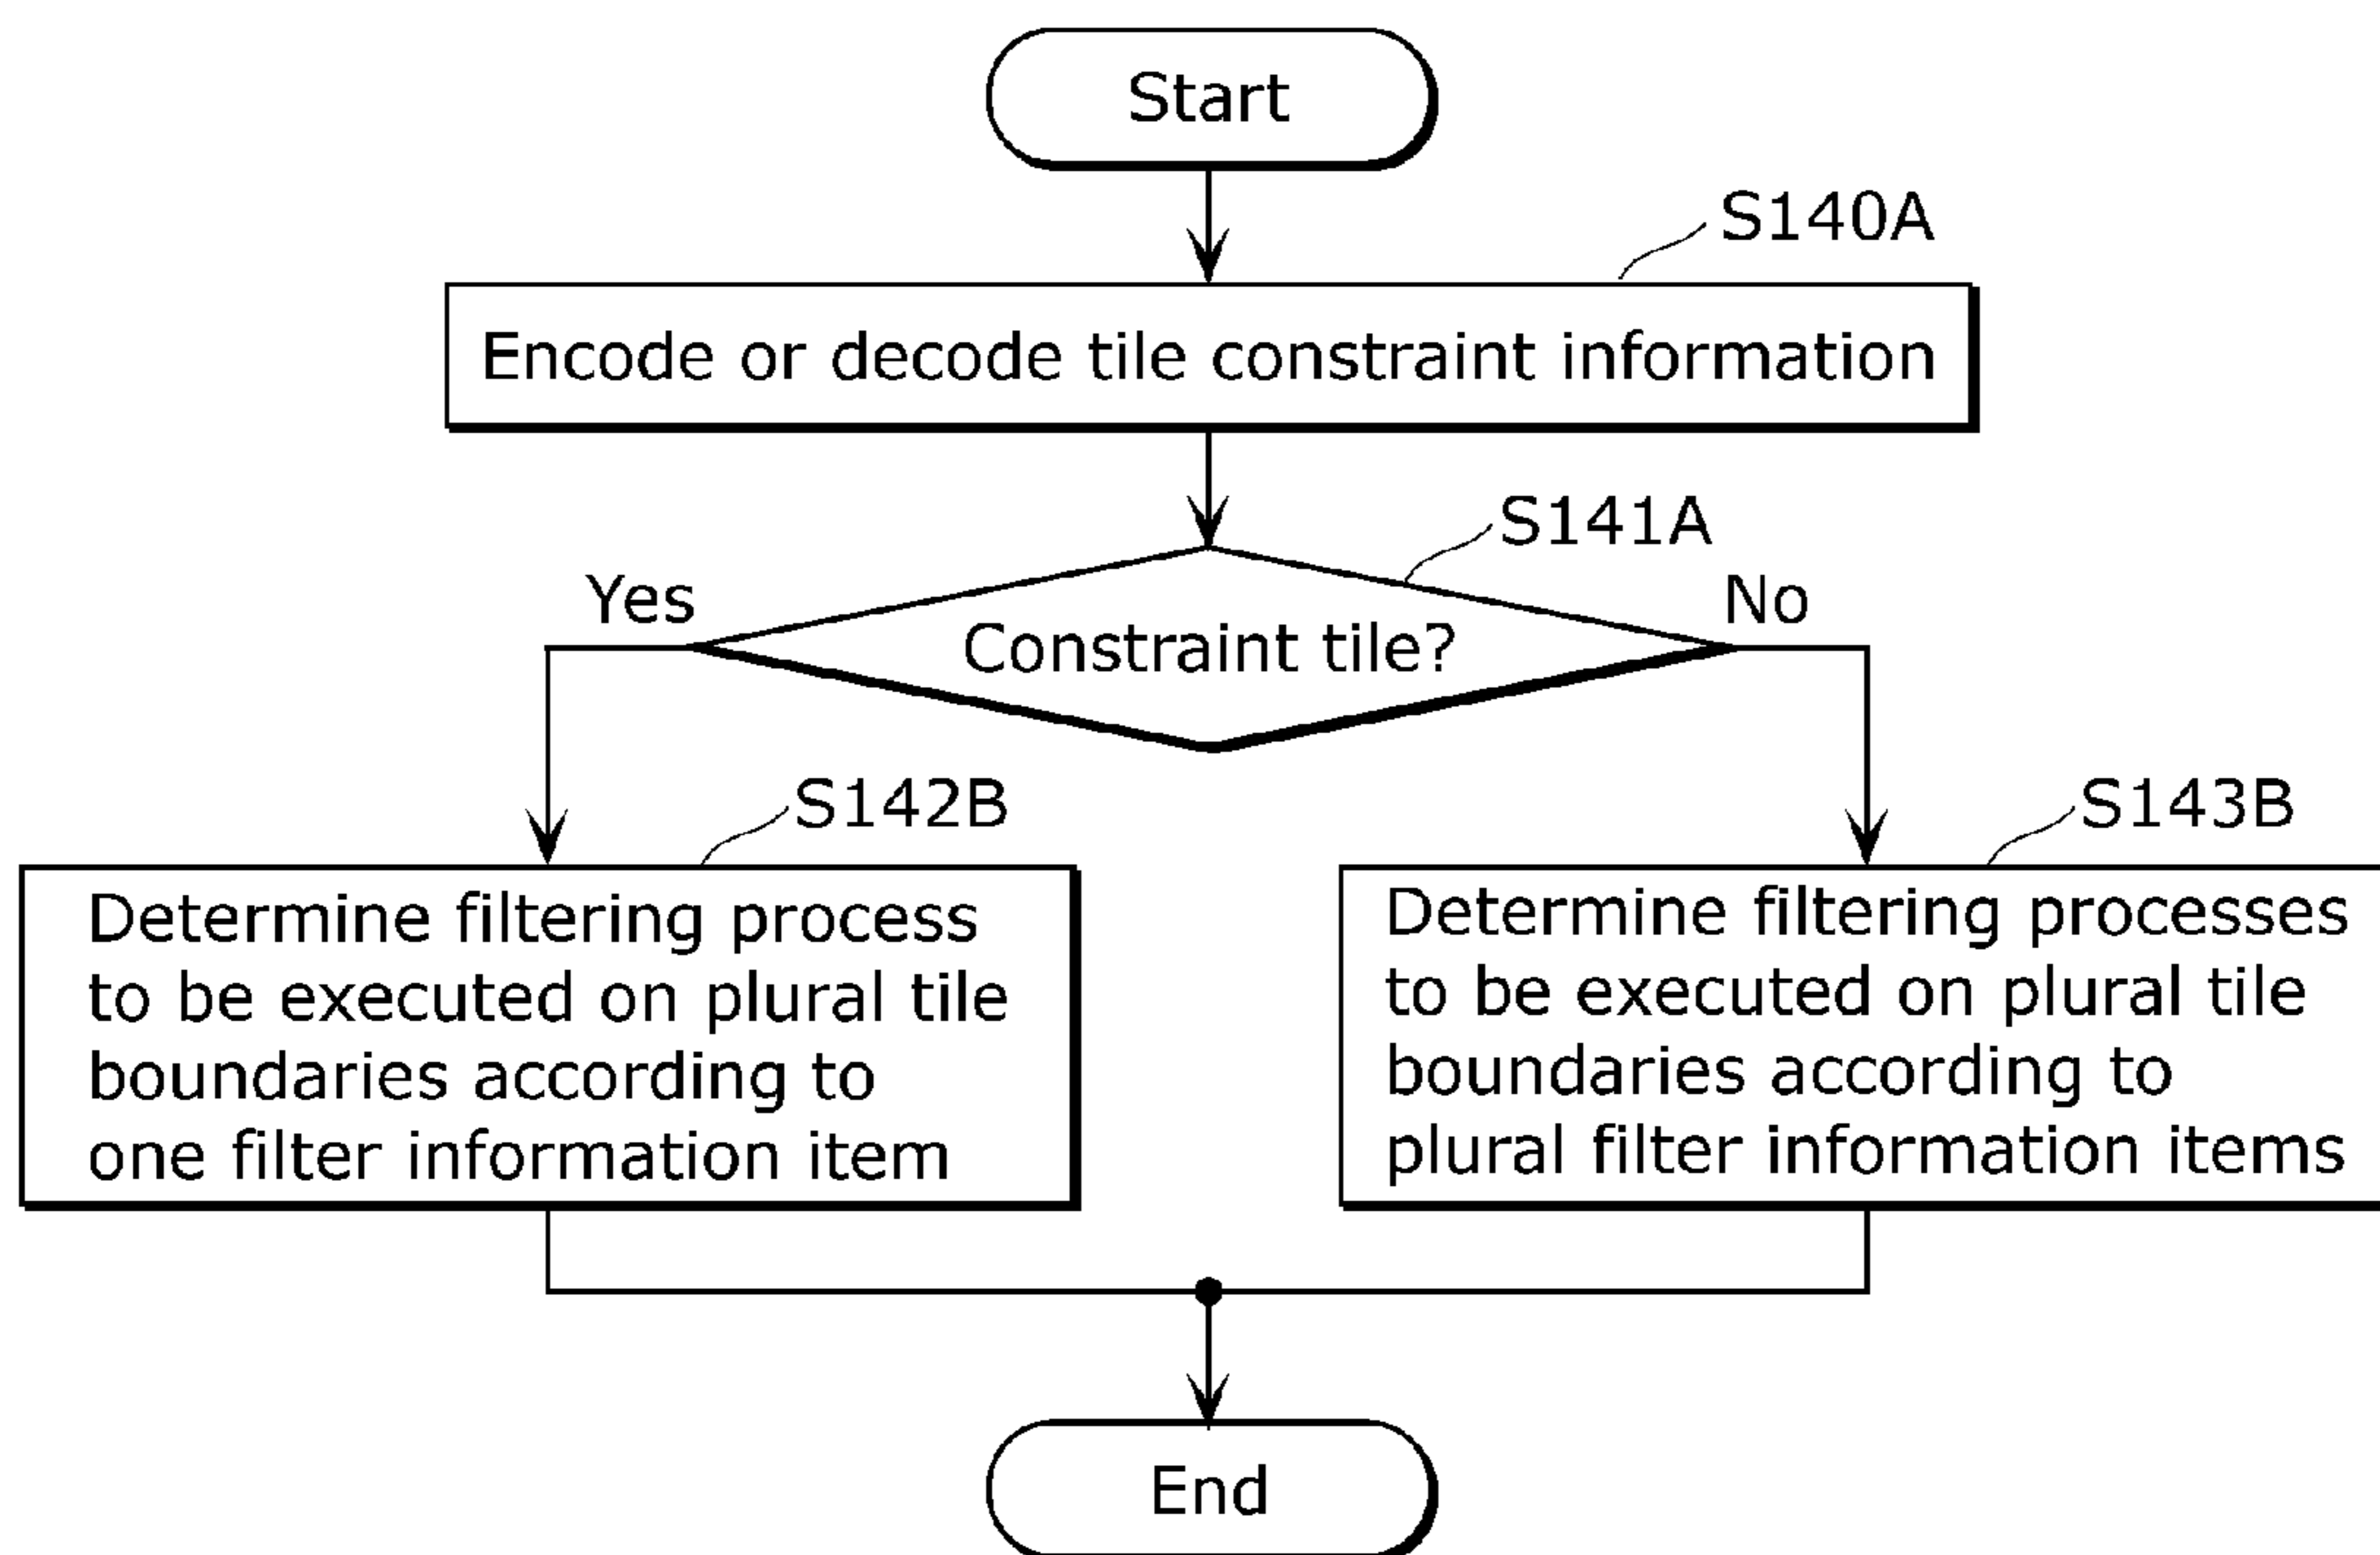 Start
S140A
Encode or decode tile constraint information
S141A
Yes
No
Constraint tile?
S142B
S143B
Determine filtering process
to be executed on plural tile
boundaries according to
one filter information item
Determine filtering processes
to be executed on plural tile
boundaries according to
plural filter information items
End